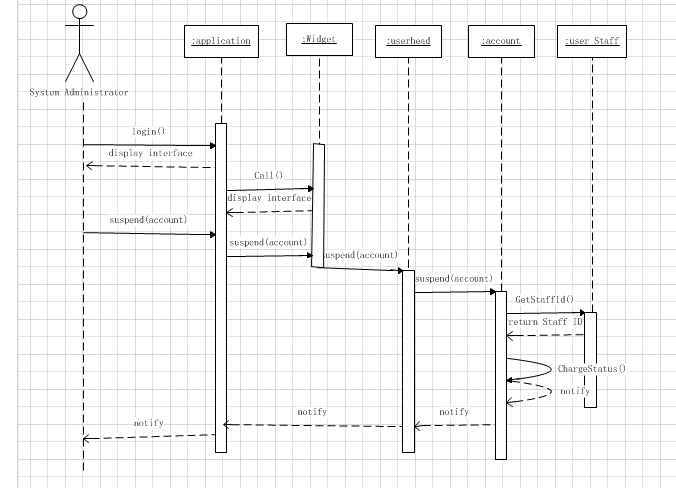 :application
:Widget
:userhead
:account
:user Staff
System Administrator
login()
display interface
Call()
display interface
suspend(account)
suspend(account)
suspend(account)
suspend(account)
GetStaffId()
return Staff ID
ChargeStatus()
notify
notify
notify
notify